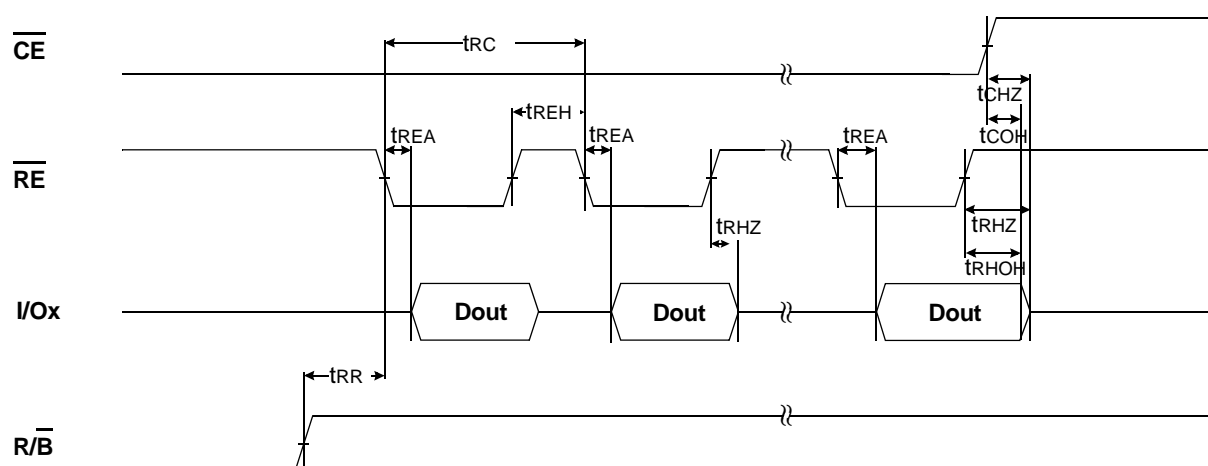 CE
tRC
tCHZ
tREH
tCOH
tREA
tREA
tREA
RE
tRHZ
tRHZ
tRHOH
I/Ox
Dout
Dout
Dout
tRR
R/B